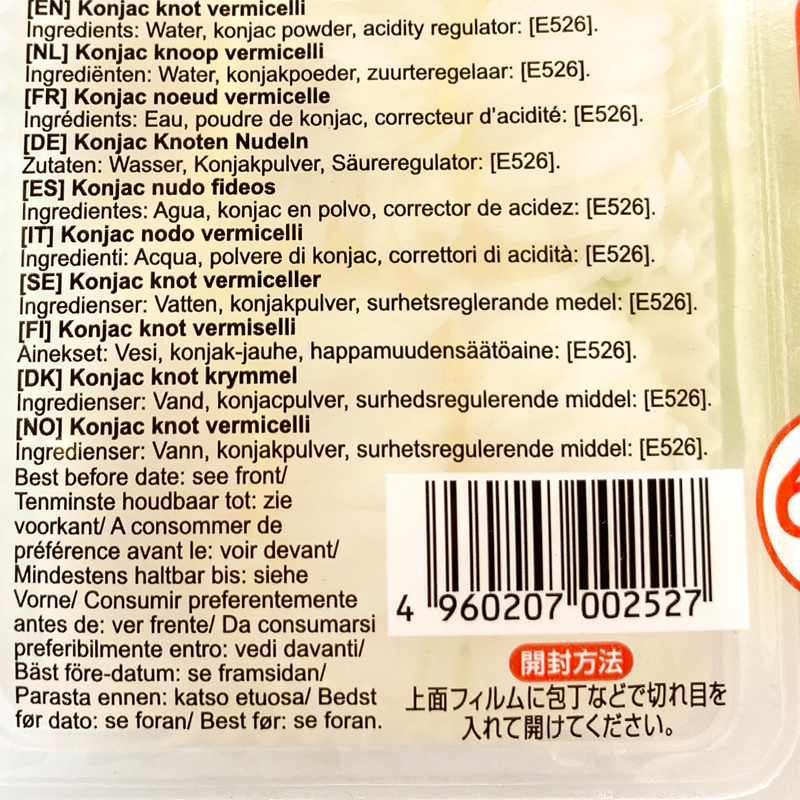 [EN] Konjac knot vermicelli
Ingredients: Water, konjac powder, acidity regulator: [E526].
[NL] Konjac knoop vermicelli
Ingrediënten: Water, konjakpoeder, zuurteregelaar: [E526].
[FR] Konjac noeud vermicelle
Ingrédients: Eau, poudre de konjac, correcteur d'acidité: [E526].
[DE] Konjac Knoten Nudeln
Zutaten: Wasser, Konjakpulver, Säureregulator: [E526].
[ES] Konjac nudo fideos
Ingredientes: Agua, konjac en polvo, corrector de acidez: [E526].
[IT] Konjac nodo vermicelli
Ingredienti: Acqua, polvere di konjac, correttori di acidità: [E526].
[SE] Konjac knot vermiceller
Ingredienser: Vatten, konjakpulver, surhetsreglerande medel: [E526].
[FI] Konjac knot vermiselli
Ainekset: Vesi, konjak-jauhe, happamuudensäätöaine: [E526].
[DK] Konjac knot krymmel
Ingredienser: Vand, konjacpulver, surhedsregulerende middel: [E526].
[NO] Konjac knot vermicelli
Ingredienser: Vann, konjakpulver, surhetsregulerende middel: [E526].
Best before date: see front/
Tenminste houdbaar tot: zie
voorkant/ A consommer de
préférence avant le: voir devant/
Mindestens haltbar bis: siehe
Vorne/ Consumir preferentemente
antes de: ver frente/ Da consumarsi
preferibilmente entro: vedi davanti/
Bäst före-datum: se framsidan/
Parasta ennen: katso etuosa/ Bedst
før dato: se foran/ Best før: se foran.
4 960207 002527
開封方法
上面フィルムに包丁などで切れ目を
入れて開けてください。